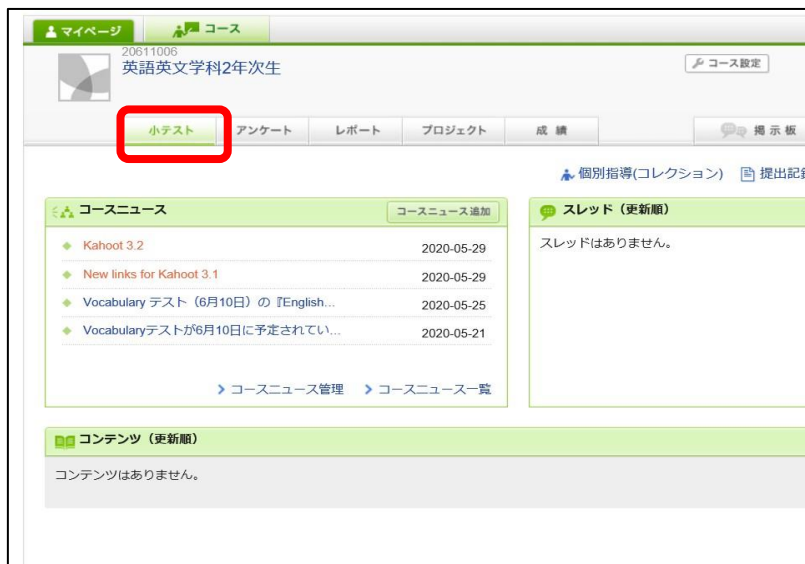 マイページ
コース
20611006
英語英文学科2年次生
コース設定
小テスト
アンケート
レポート
プロジェクト
成績
掲示板
個別指導(コレクション)
提出記録
コースニュース
コースニュース追加
Kahoot 3.2 2020-05-29
New links for Kahoot 3.1 2020-05-29
Vocabulary テスト（6月10日）の『English... 2020-05-25
Vocabularyテストが6月10日に予定されてい... 2020-05-21
コースニュース管理
コースニュース一覧
スレッド（更新順）
スレッドはありません。
コンテンツ（更新順）
コンテンツはありません。